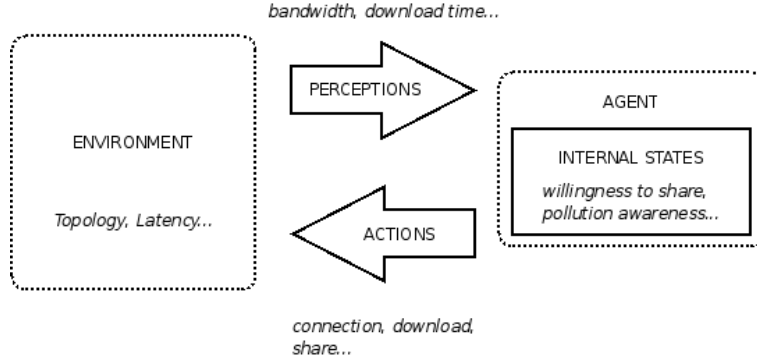 bandwidth, download time...
PERCEPTIONS
AGENT
ENVIRONMENT
INTERNAL STATES
willingness to share,
pollution awareness...
Topology, Latency...
ACTIONS
connection, download,
share...